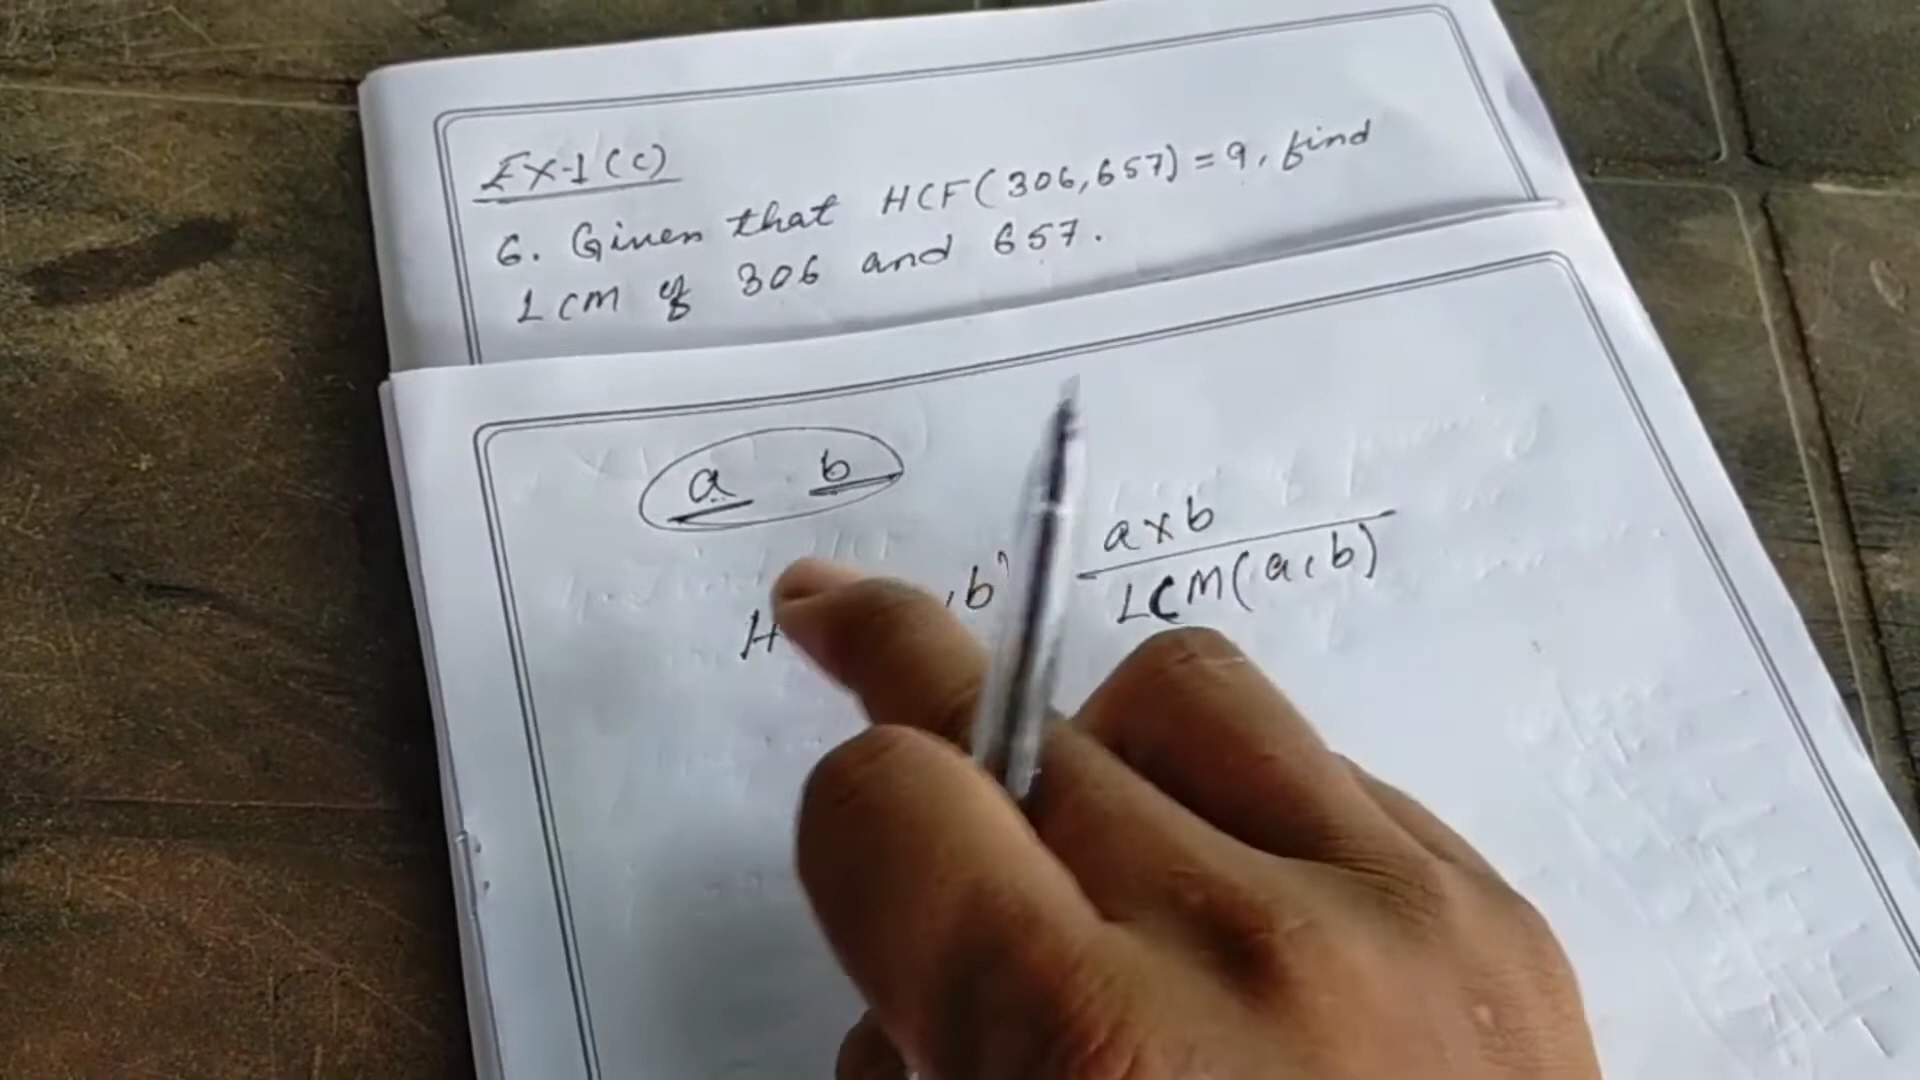 EX-1(C)
6. Given that HCF(306,657)=9, find
LCM of 306 and 657.
a b
H ,b) a×b
LCM(a,b)